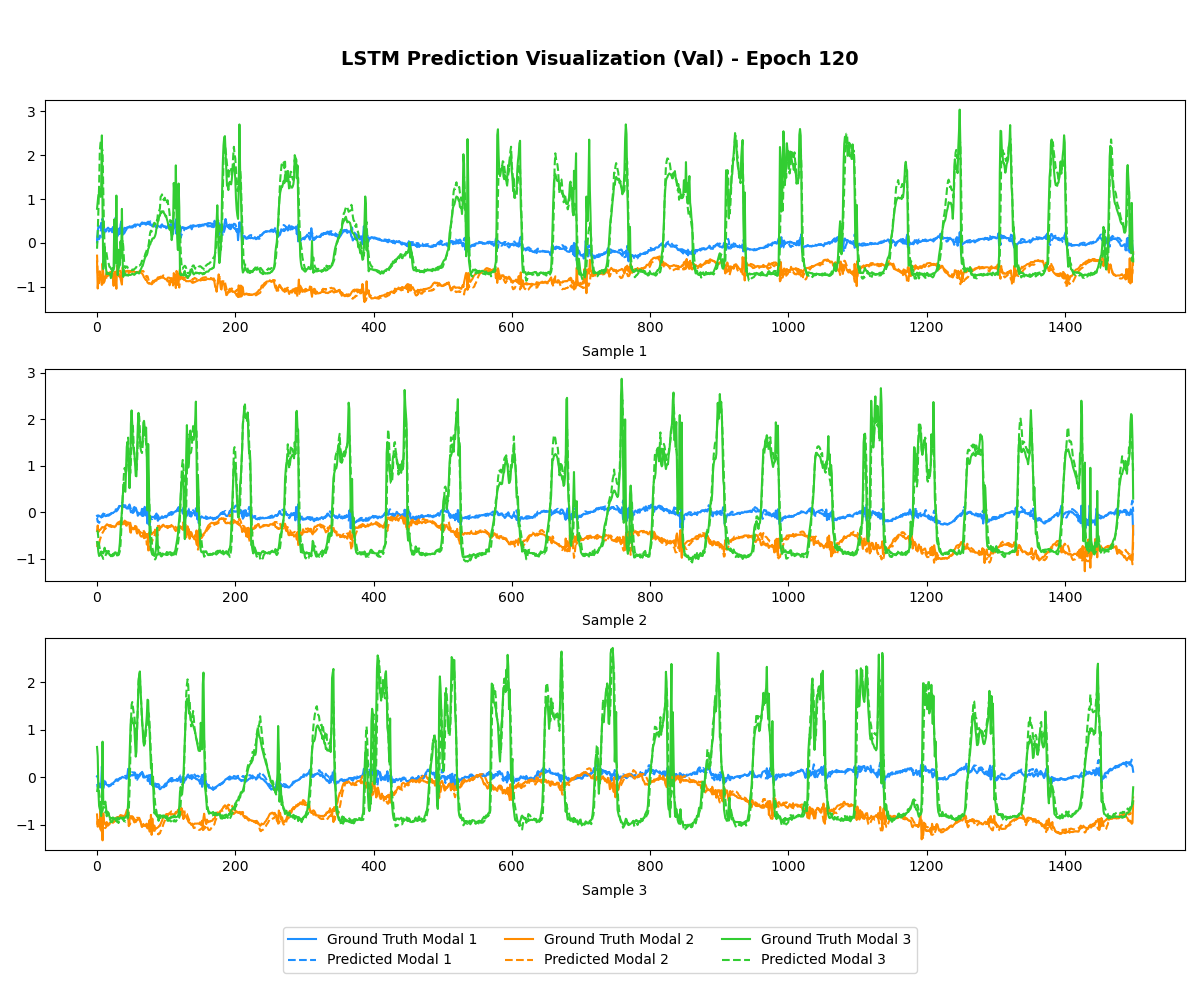 LSTM Prediction Visualization (Val) - Epoch 120
3
2
1
0
−1
0 200 400 600 800 1000 1200 1400
Sample 1
3
2
1
0
−1
0 200 400 600 800 1000 1200 1400
Sample 2
2
1
0
−1
0 200 400 600 800 1000 1200 1400
Sample 3
Ground Truth Modal 1 Ground Truth Modal 2 Ground Truth Modal 3
Predicted Modal 1 Predicted Modal 2 Predicted Modal 3